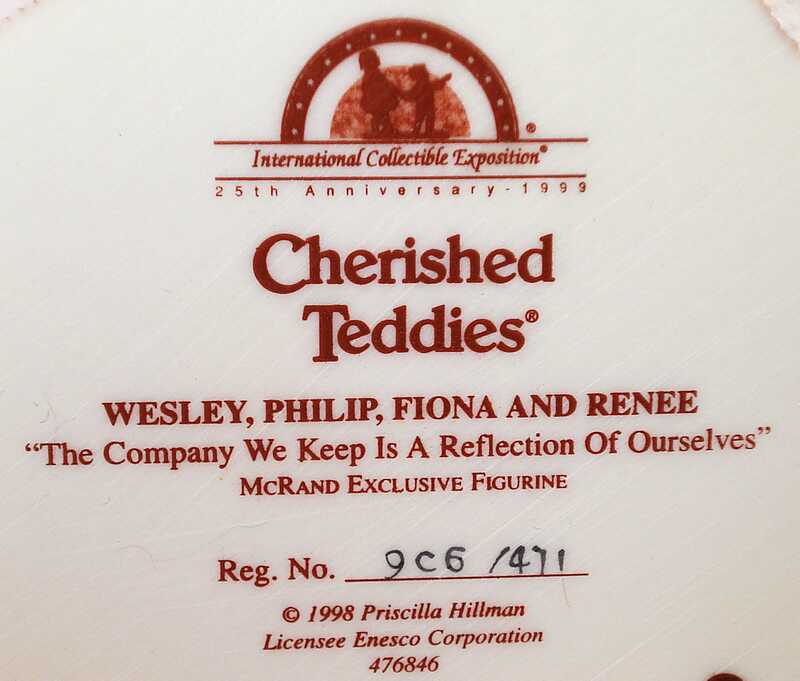 ®
International Collectible Exposition®
25th Anniversary-1999
Cherished
Teddies®
WESLEY, PHILIP, FIONA AND RENEE
“The Company We Keep Is A Reflection Of Ourselves”
MCRAND EXCLUSIVE FIGURINE
Reg. No. 9C6/471
© 1998 Priscilla Hillman
Licensee Enesco Corporation
476846